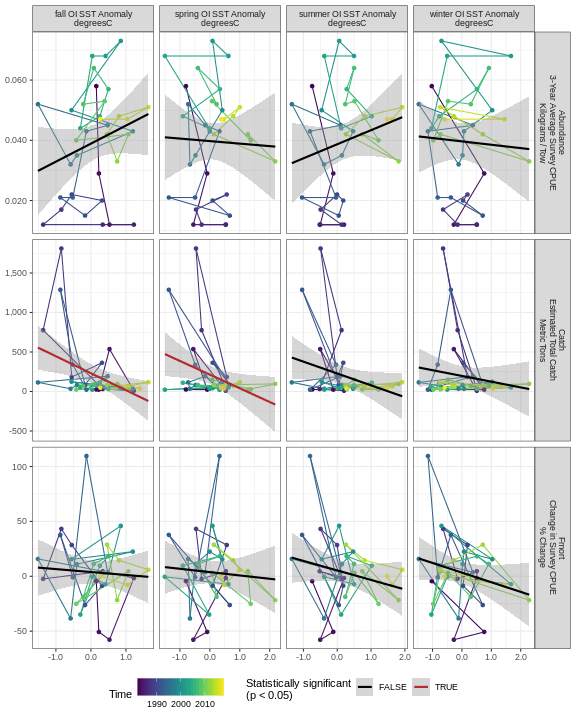 fall OI SST Anomaly
degreesC
spring OI SST Anomaly
degreesC
summer OI SST Anomaly
degreesC
winter OI SST Anomaly
degreesC
0.060
0.040
0.020
Abundance
3-Year Average Survey CPUE
Kilograms / Tow
1,500
1,000
500
0
-500
Catch
Estimated Total Catch
Metric Tons
100
50
0
-50
Fmort
Change in Survey CPUE
% Change
-1.0 0.0 1.0
-1.0 0.0 1.0 2.0
-1.0 0.0 1.0 2.0
-1.0 0.0 1.0 2.0
Time
1990 2000 2010
Statistically significant
(p < 0.05)
FALSE
TRUE